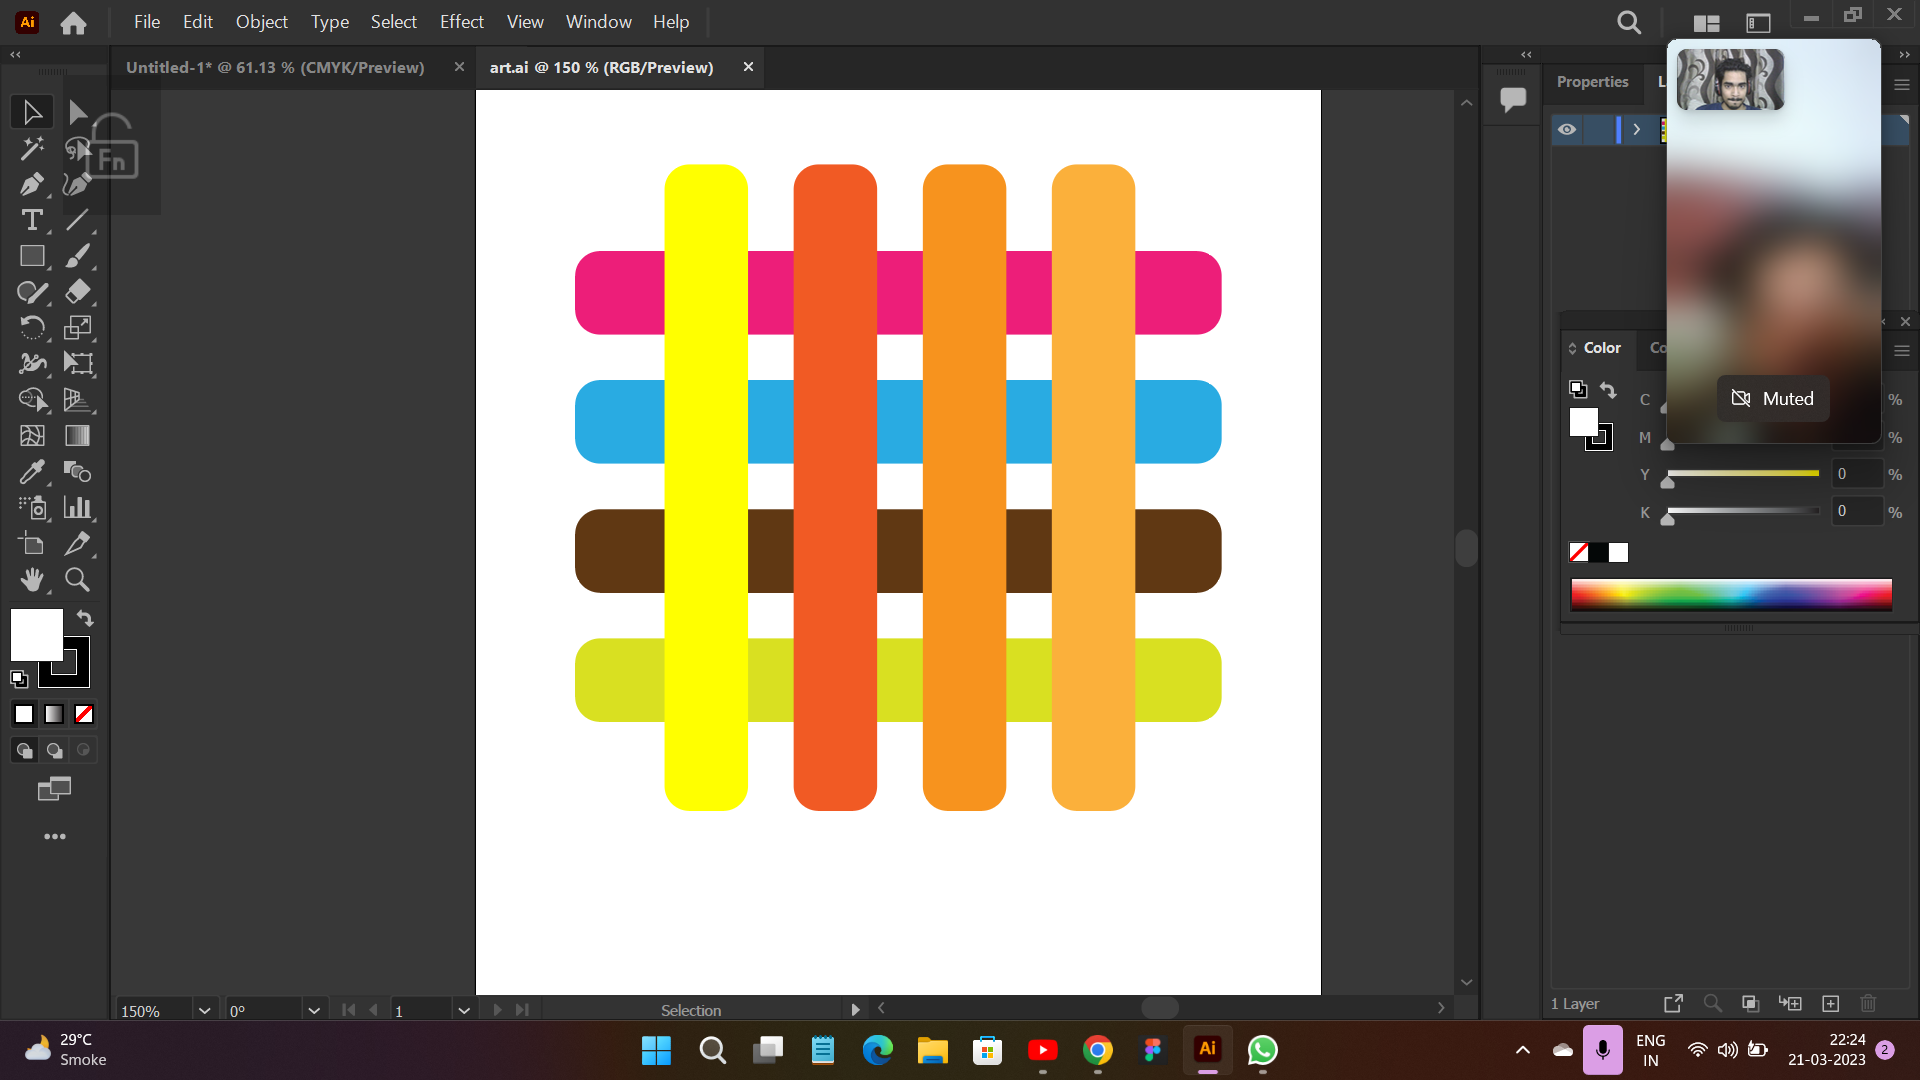 Ai File Edit Object Type Select Effect View Window Help
Untitled-1* @ 61.13 % (CMYK/Preview)
art.ai @ 150 % (RGB/Preview)
Properties
Fn
T
Muted
Color
C %
M %
Y 0 %
K 0 %
150% 0° 1 Selection
1 Layer
29°C
Smoke
Ai
ENG
IN
22:24
21-03-2023
2